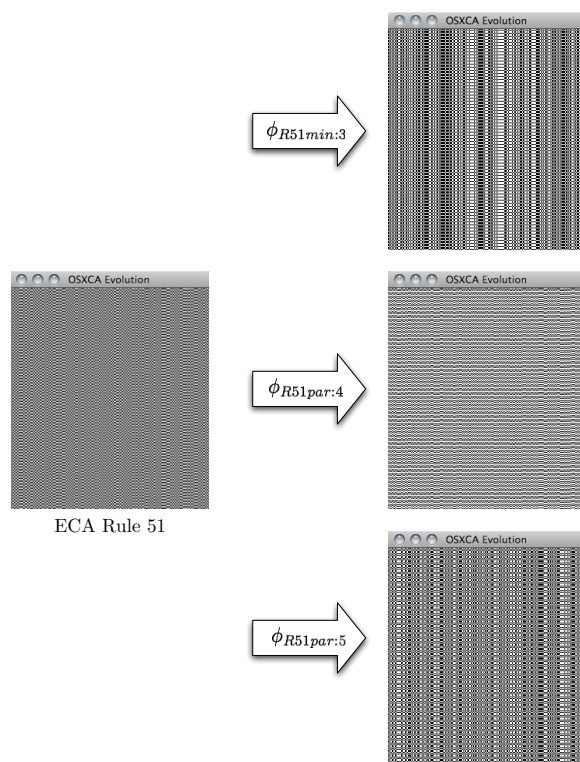 OSXCA Evolution
ϕR51min:3
OSXCA Evolution
OSXCA Evolution
ϕR51par:4
ECA Rule 51
OSXCA Evolution
ϕR51par:5